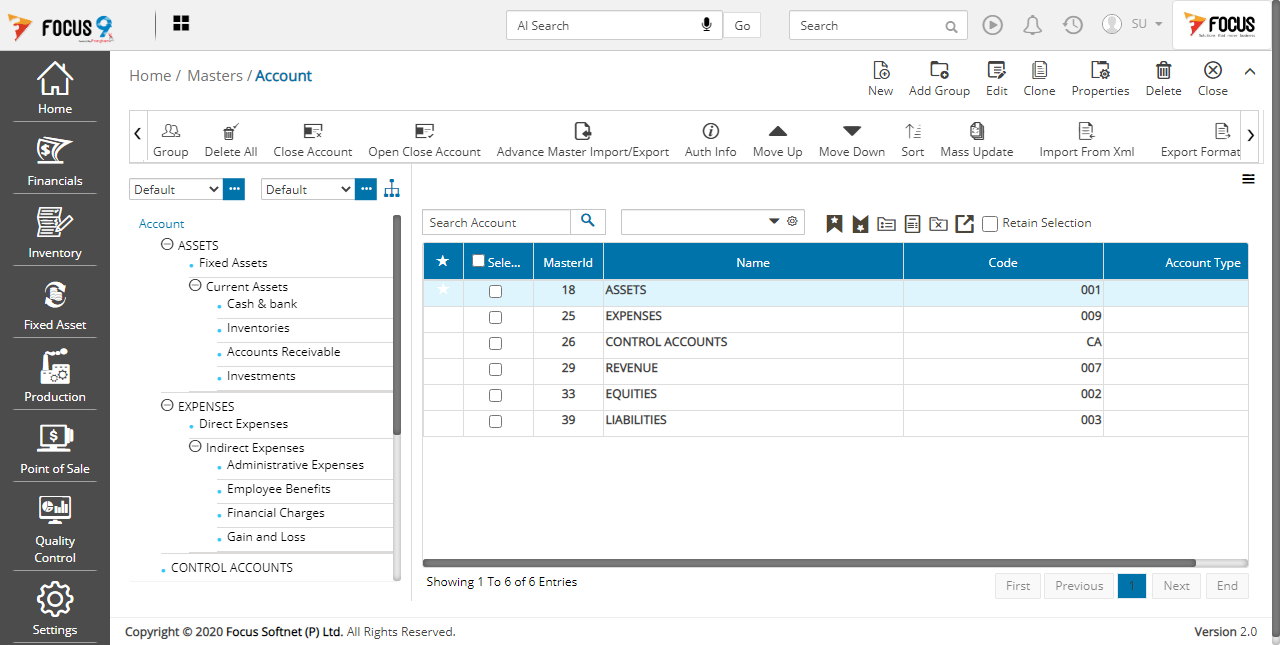 FOCUS 9
AI Search
Go
Search
SU
FOCUS
Home
Financials
Inventory
Fixed Asset
Production
Point of Sale
Quality
Control
Settings
Home / Masters / Account
New
Add Group
Edit
Clone
Properties
Delete
Close
Group
Delete All
Close Account
Open Close Account
Advance Master Import/Export
Auth Info
Move Up
Move Down
Sort
Mass Update
Import From Xml
Export Format
Default
Default
Account
ASSETS
Fixed Assets
Current Assets
Cash & bank
Inventories
Accounts Receivable
Investments
EXPENSES
Direct Expenses
Indirect Expenses
Administrative Expenses
Employee Benefits
Financial Charges
Gain and Loss
CONTROL ACCOUNTS
Search Account
Retain Selection
Sele... MasterId Name Code Account Type
18 ASSETS 001
25 EXPENSES 009
26 CONTROL ACCOUNTS CA
29 REVENUE 007
33 EQUITIES 002
39 LIABILITIES 003
Showing 1 To 6 of 6 Entries
First Previous 1 Next End
Copyright © 2020 Focus Softnet (P) Ltd. All Rights Reserved.
Version 2.0